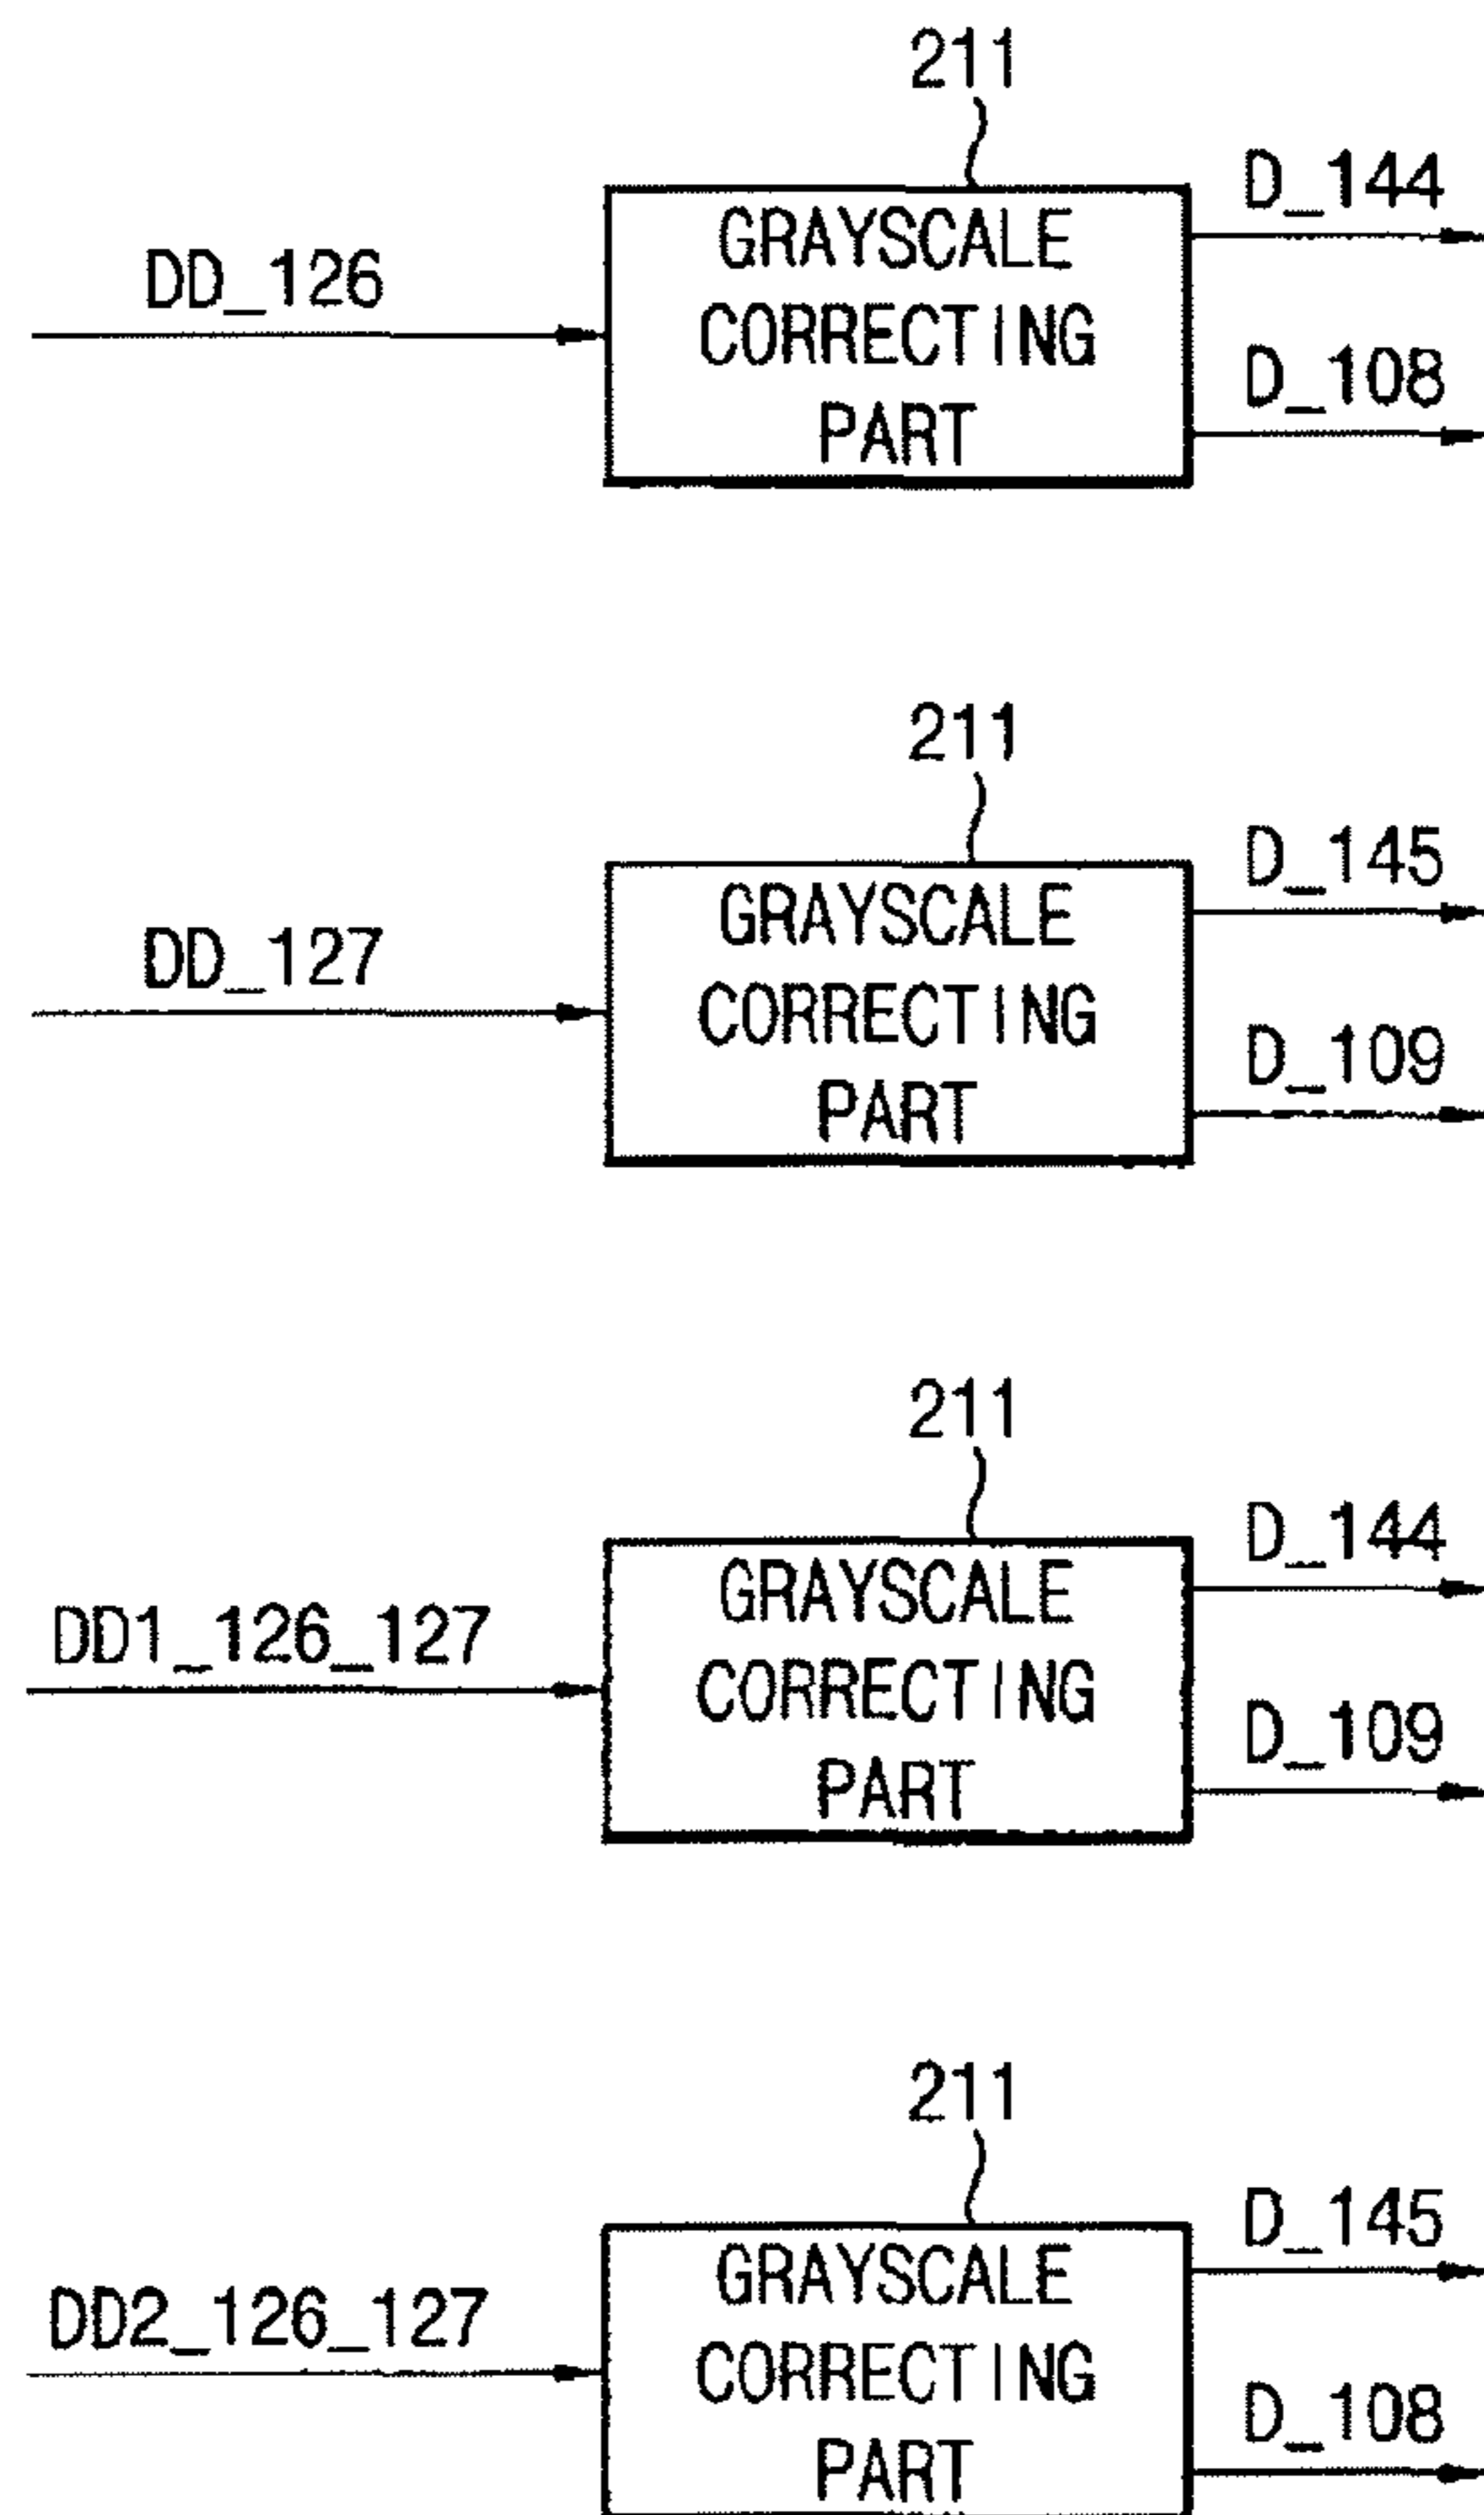 211
D_144
GRAYSCALE
DD_126
CORRECTING
D_108
PART
211
D_145
GRAYSCALE
DD_127
CORRECTING
D_109
PART
211
D_144
GRAYSCALE
DD1_126_127
CORRECTING
D_109
PART
211
D_145
GRAYSCALE
DD2_126_127
CORRECTING
D_108
PART